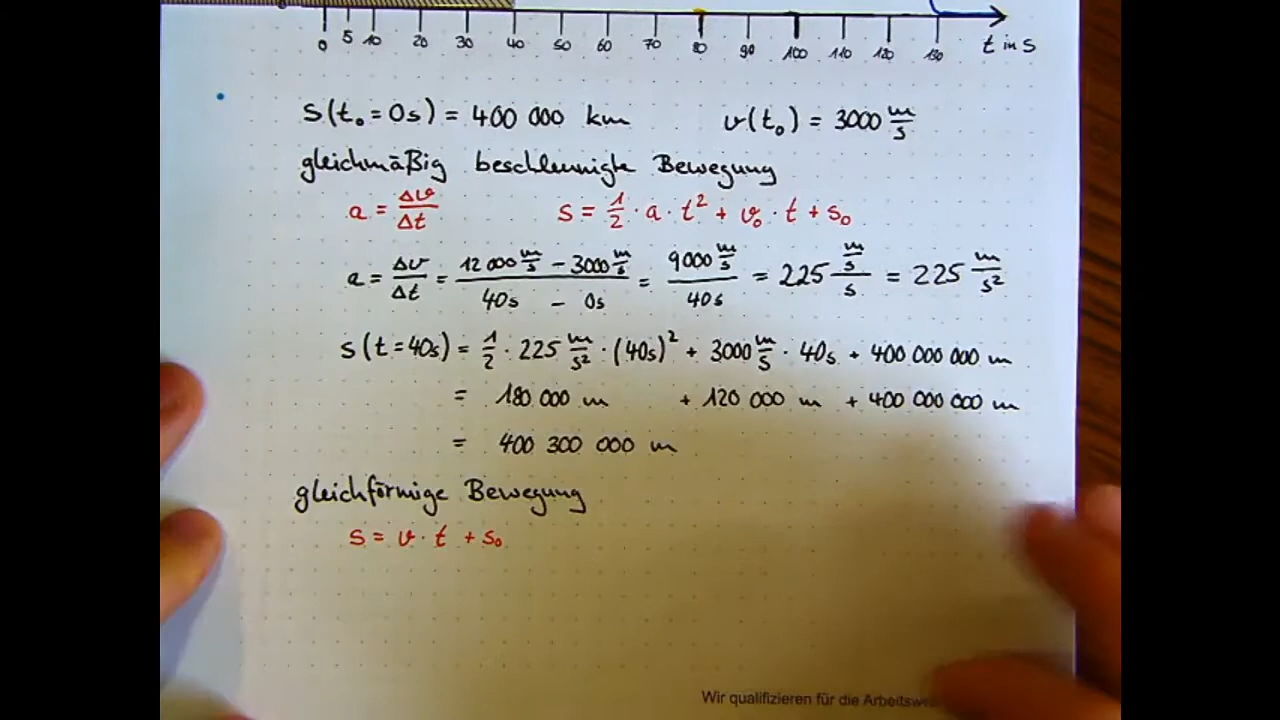 0 5 10 20 30 40 50 60 70 80 90 100 110 120 130 t in s
s(t₀=0s) = 400 000 km v(t₀) = 3000 m/s
gleichmäßig beschleunigte Bewegung
a = Δv/Δt s = 1/2 · a · t² + v₀ · t + s₀
a = Δv/Δt = (12 000 m/s − 3000 m/s)/(40s − 0s) = (9000 m/s)/(40s) = 225 (m/s)/s = 225 m/s²
s(t=40s) = 1/2 · 225 m/s² · (40s)² + 3000 m/s · 40s + 400 000 000 m
= 180 000 m + 120 000 m + 400 000 000 m
= 400 300 000 m
gleichförmige Bewegung
s = v · t + s₀
Wir qualifizieren für die